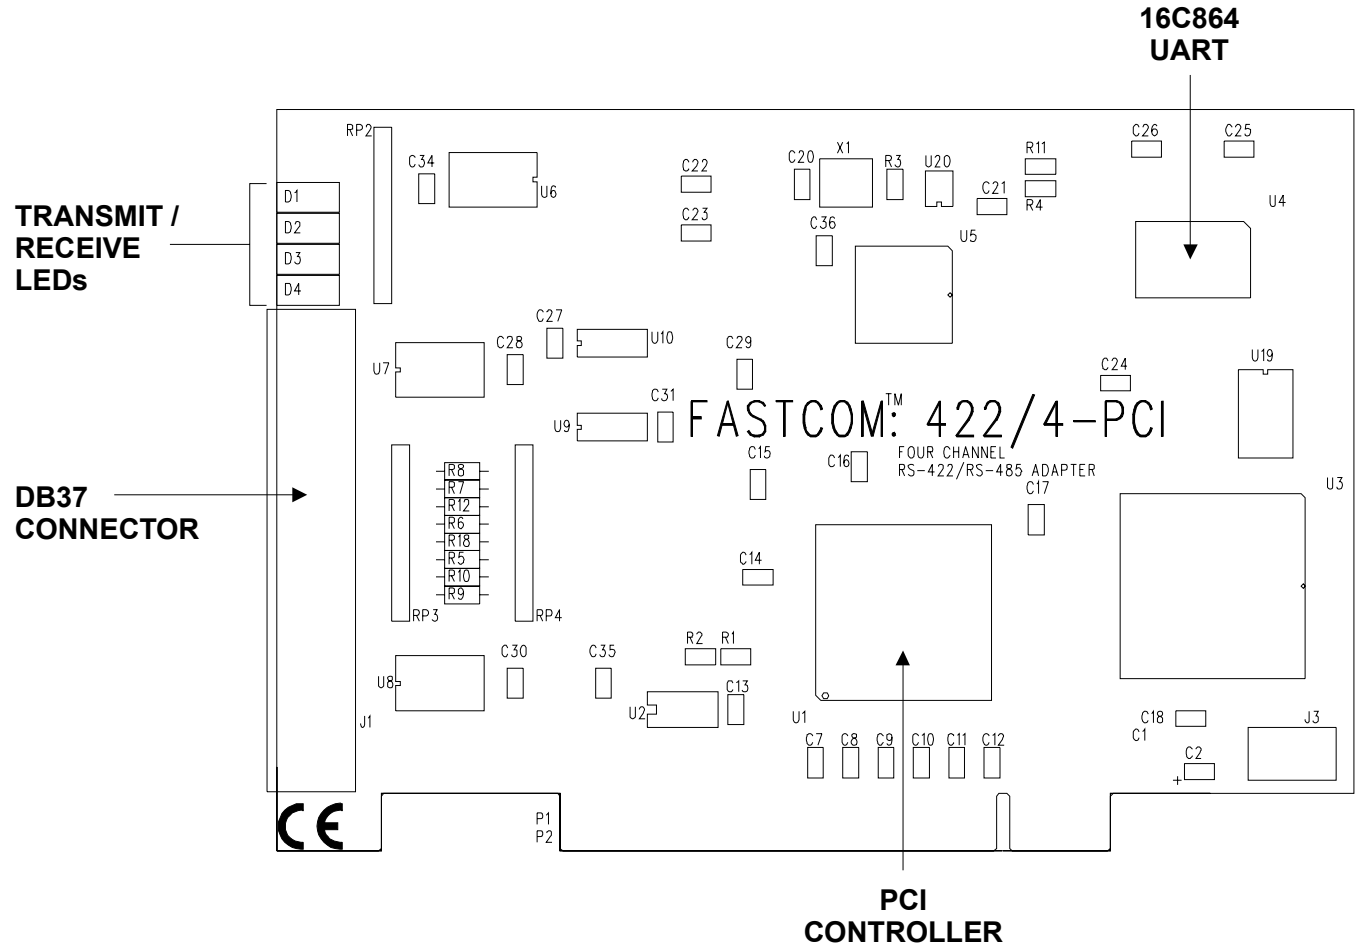 16C864
UART
RP2
C34
U6
C22
C23
C20
X1
R3
U20
C21
R11
R4
C26
C25
U4
C36
U5
TRANSMIT /
RECEIVE
LEDs
D1
D2
D3
D4
C27
U10
C28
U7
C29
C24
U19
U9
C31
FASTCOM:™ 422/4-PCI
FOUR CHANNEL
RS-422/RS-485 ADAPTER
C15
C16
C17
U3
DB37
CONNECTOR
R8
R7
R12
R6
R18
R5
R10
R9
RP3
RP4
C14
R2
R1
C30
C35
U8
U2
C13
J1
U1
C7
C8
C9
C10
C11
C12
C18
C1
C2
+
J3
CE
P1
P2
PCI
CONTROLLER